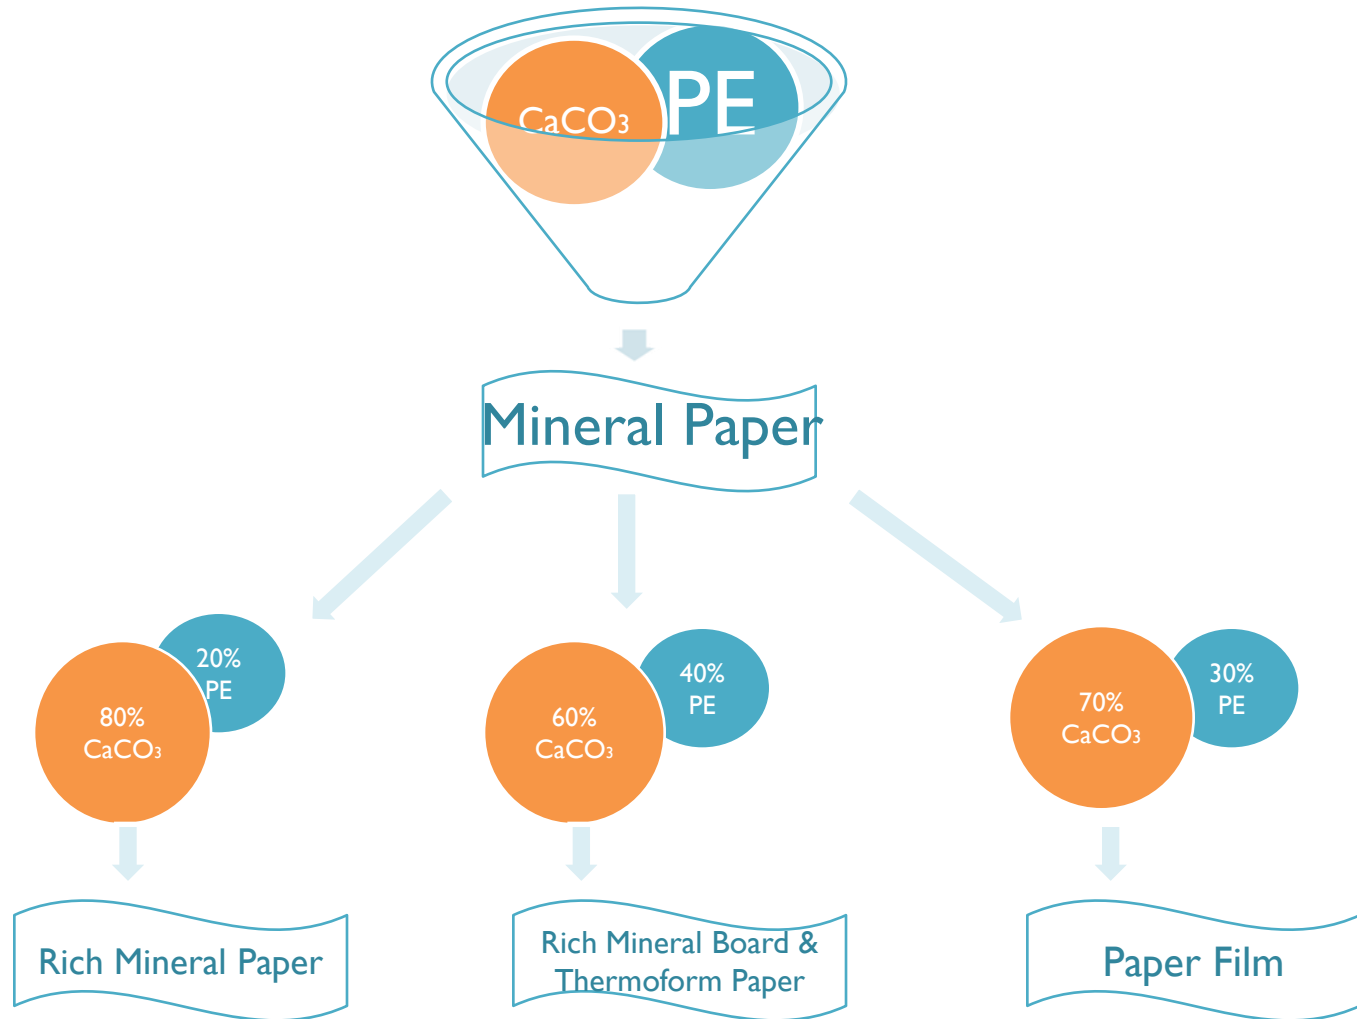 CaCO3
PE
Mineral Paper
20%
PE
80%
CaCO3
40%
PE
60%
CaCO3
30%
PE
70%
CaCO3
Rich Mineral Paper
Rich Mineral Board &
Thermoform Paper
Paper Film